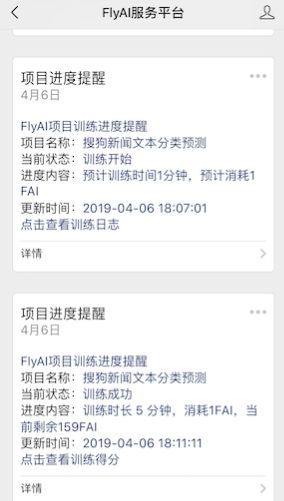 FlyAI服务平台
项目进度提醒
4月6日
FlyAI项目训练进度提醒
项目名称：搜狗新闻文本分类预测
当前状态：训练开始
进度内容：预计训练时间1分钟，预计消耗1
FAI
更新时间：2019-04-06 18:07:01
点击查看训练日志
详情
项目进度提醒
4月6日
FlyAI项目训练进度提醒
项目名称：搜狗新闻文本分类预测
当前状态：训练成功
进度内容：训练时长 5 分钟，消耗1FAI，当
前剩余159FAI
更新时间：2019-04-06 18:11:11
点击查看训练得分
详情